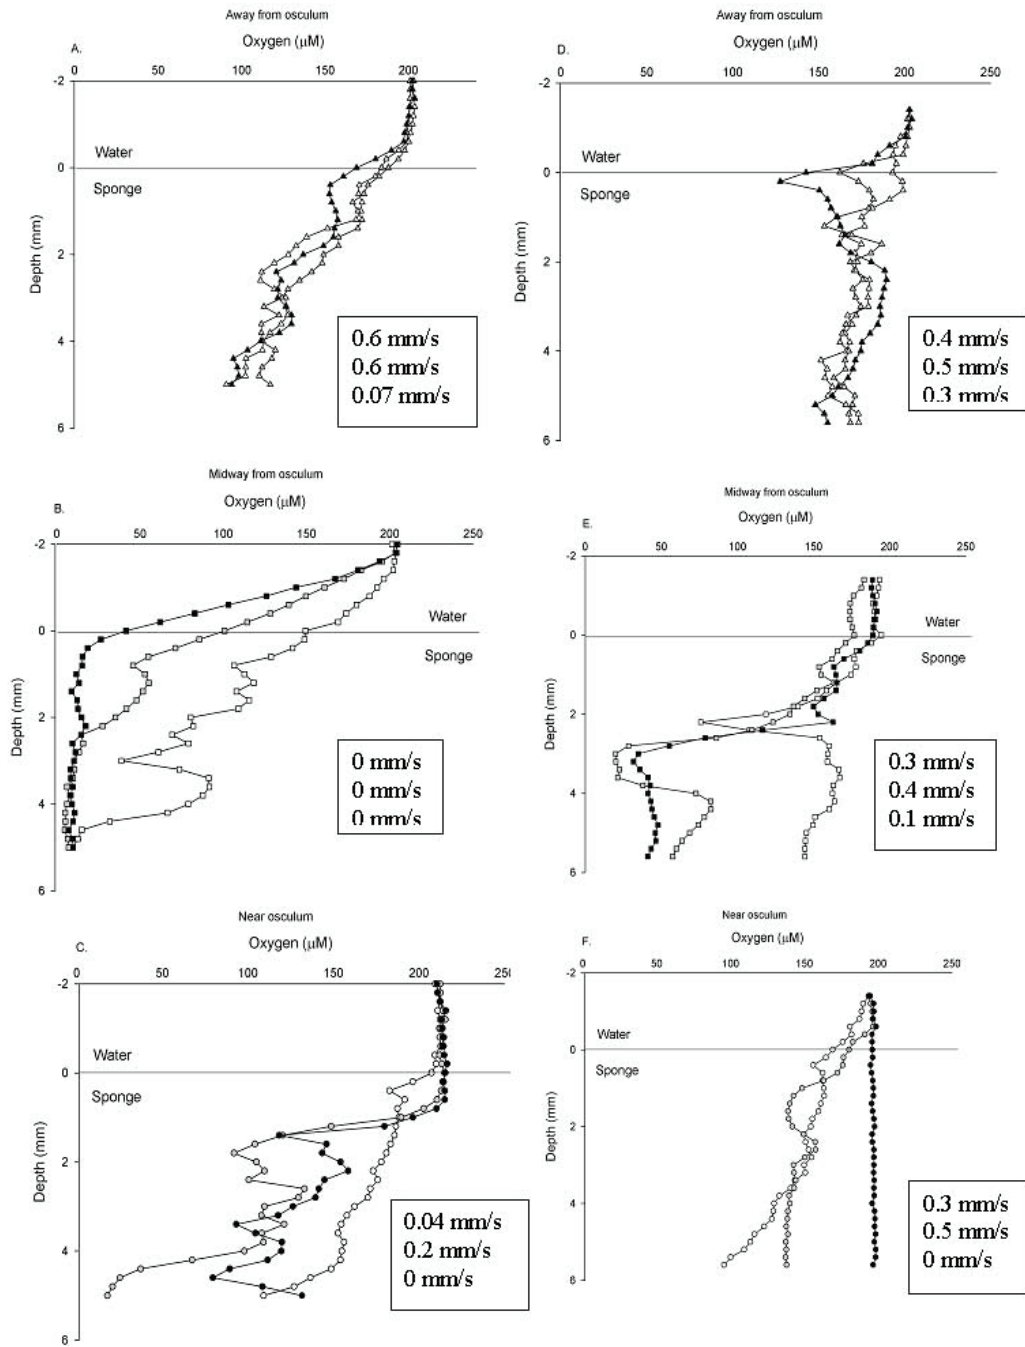 Away from osculum
A.
Oxygen (µM)
0 50 100 150 200
-2
0
2
4
6
Depth (mm)
Water
Sponge
0.6 mm/s
0.6 mm/s
0.07 mm/s
Away from osculum
D.
Oxygen (µM)
0 50 100 150 200 250
-2
0
2
4
6
Depth (mm)
Water
Sponge
0.4 mm/s
0.5 mm/s
0.3 mm/s
Midway from osculum
B.
Oxygen (µM)
0 50 100 150 200 250
-2
0
2
4
6
Depth (mm)
Water
Sponge
0 mm/s
0 mm/s
0 mm/s
Midway from osculum
E.
Oxygen (µM)
0 50 100 150 200 250
-2
0
2
4
6
Depth (mm)
Water
Sponge
0.3 mm/s
0.4 mm/s
0.1 mm/s
Near osculum
C.
Oxygen (µM)
0 50 100 150 200 250
-2
0
2
4
6
Depth (mm)
Water
Sponge
0.04 mm/s
0.2 mm/s
0 mm/s
Near osculum
F.
Oxygen (µM)
0 50 100 150 200 250
-2
0
2
4
6
Depth (mm)
Water
Sponge
0.3 mm/s
0.5 mm/s
0 mm/s